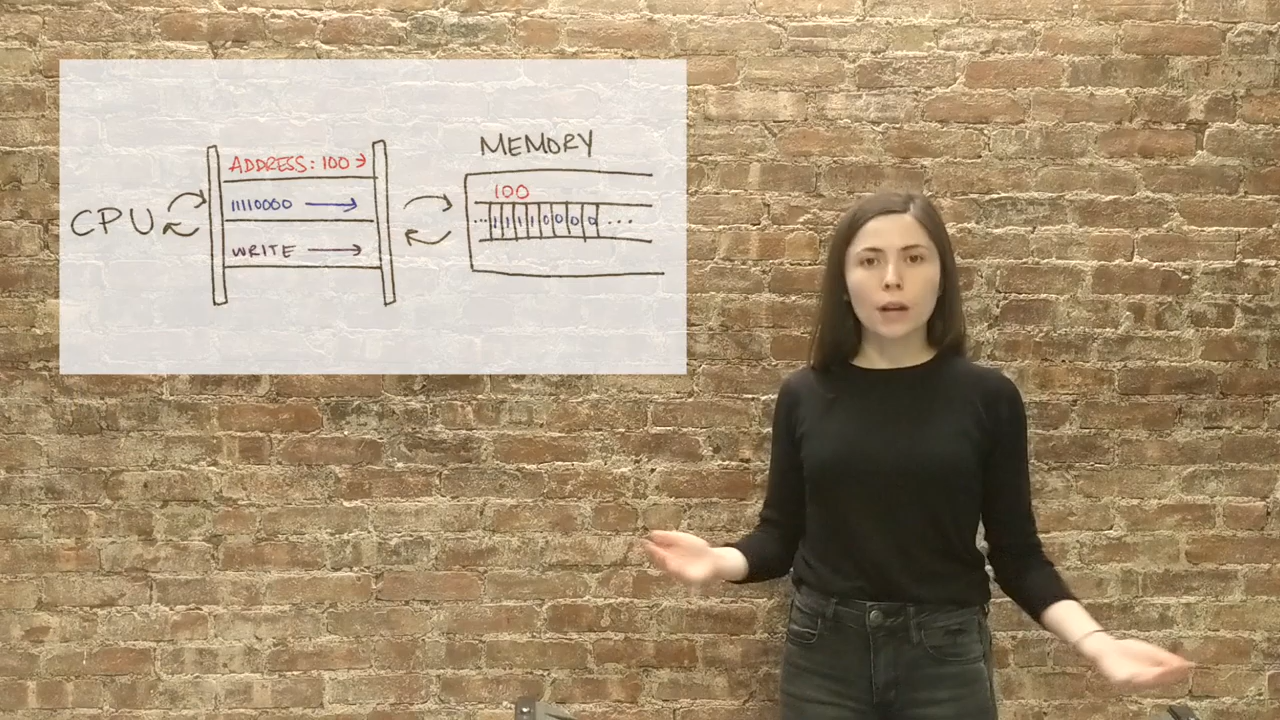 MEMORY
ADDRESS: 100 →
100
CPU
11110000 →
...11110000...
WRITE →